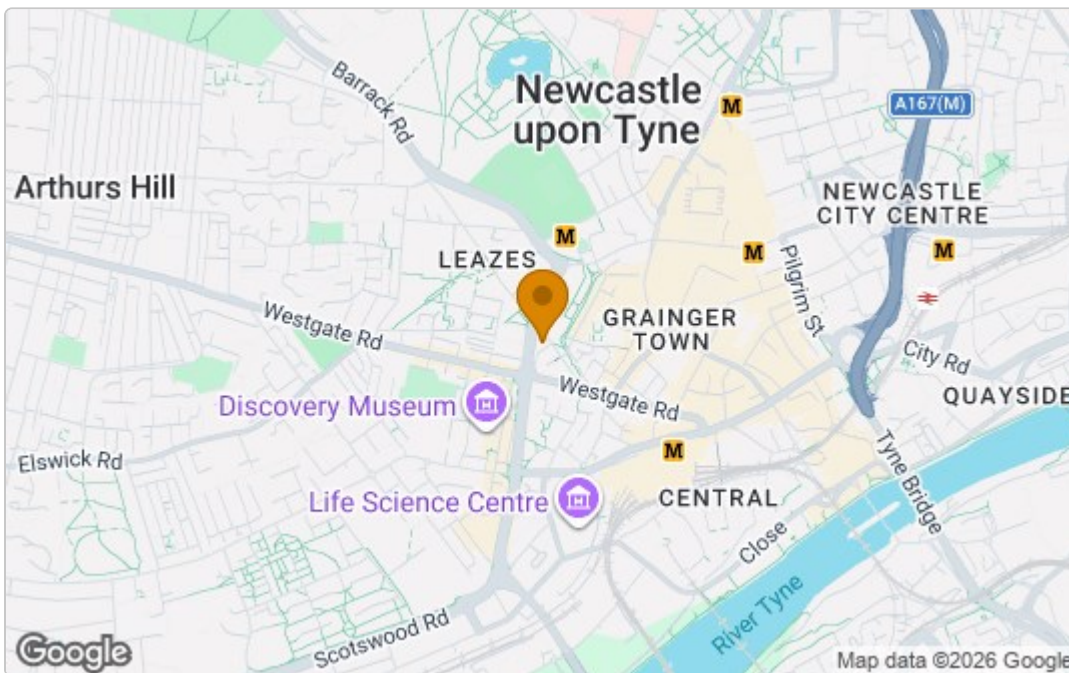 Barrack Rd
Newcastle
upon Tyne
M
A167(M)
Arthurs Hill
NEWCASTLE
CITY CENTRE
M
M
M
LEAZES
Pilgrim St
Westgate Rd
GRAINGER
TOWN
City Rd
Westgate Rd
Discovery Museum
QUAYSIDE
Elswick Rd
M
Tyne Bridge
Life Science Centre
CENTRAL
Close
River Tyne
Scotswood Rd
Google
Map data ©2026 Google